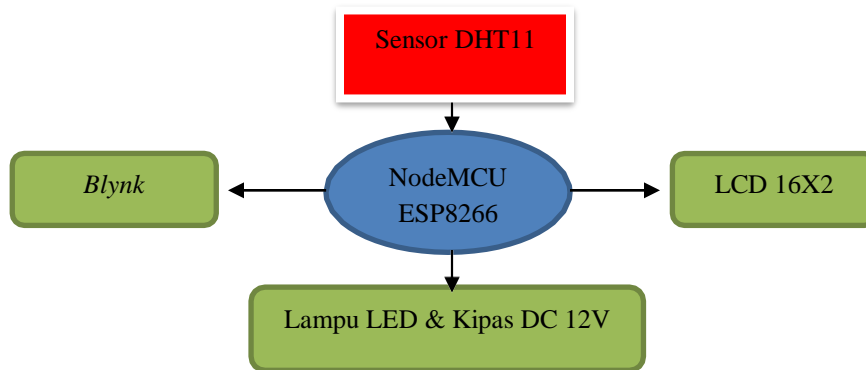 Sensor DHT11
NodeMCU
ESP8266
Blynk
LCD 16X2
Lampu LED & Kipas DC 12V